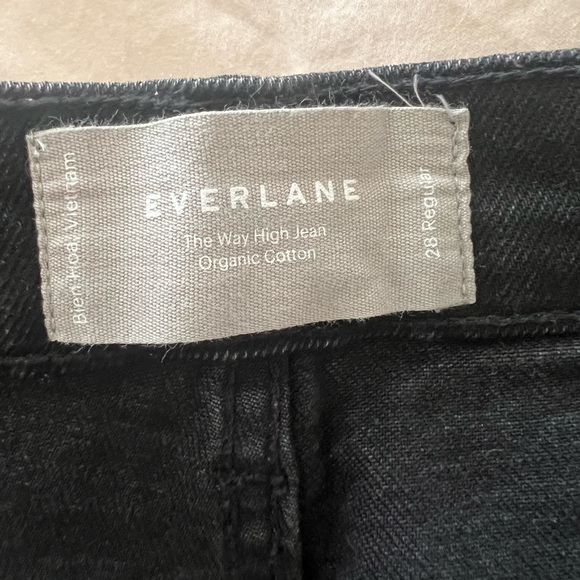 EVERLANE
The Way High Jean
Organic Cotton
Bien Hoa, Vietnam
28 Regular